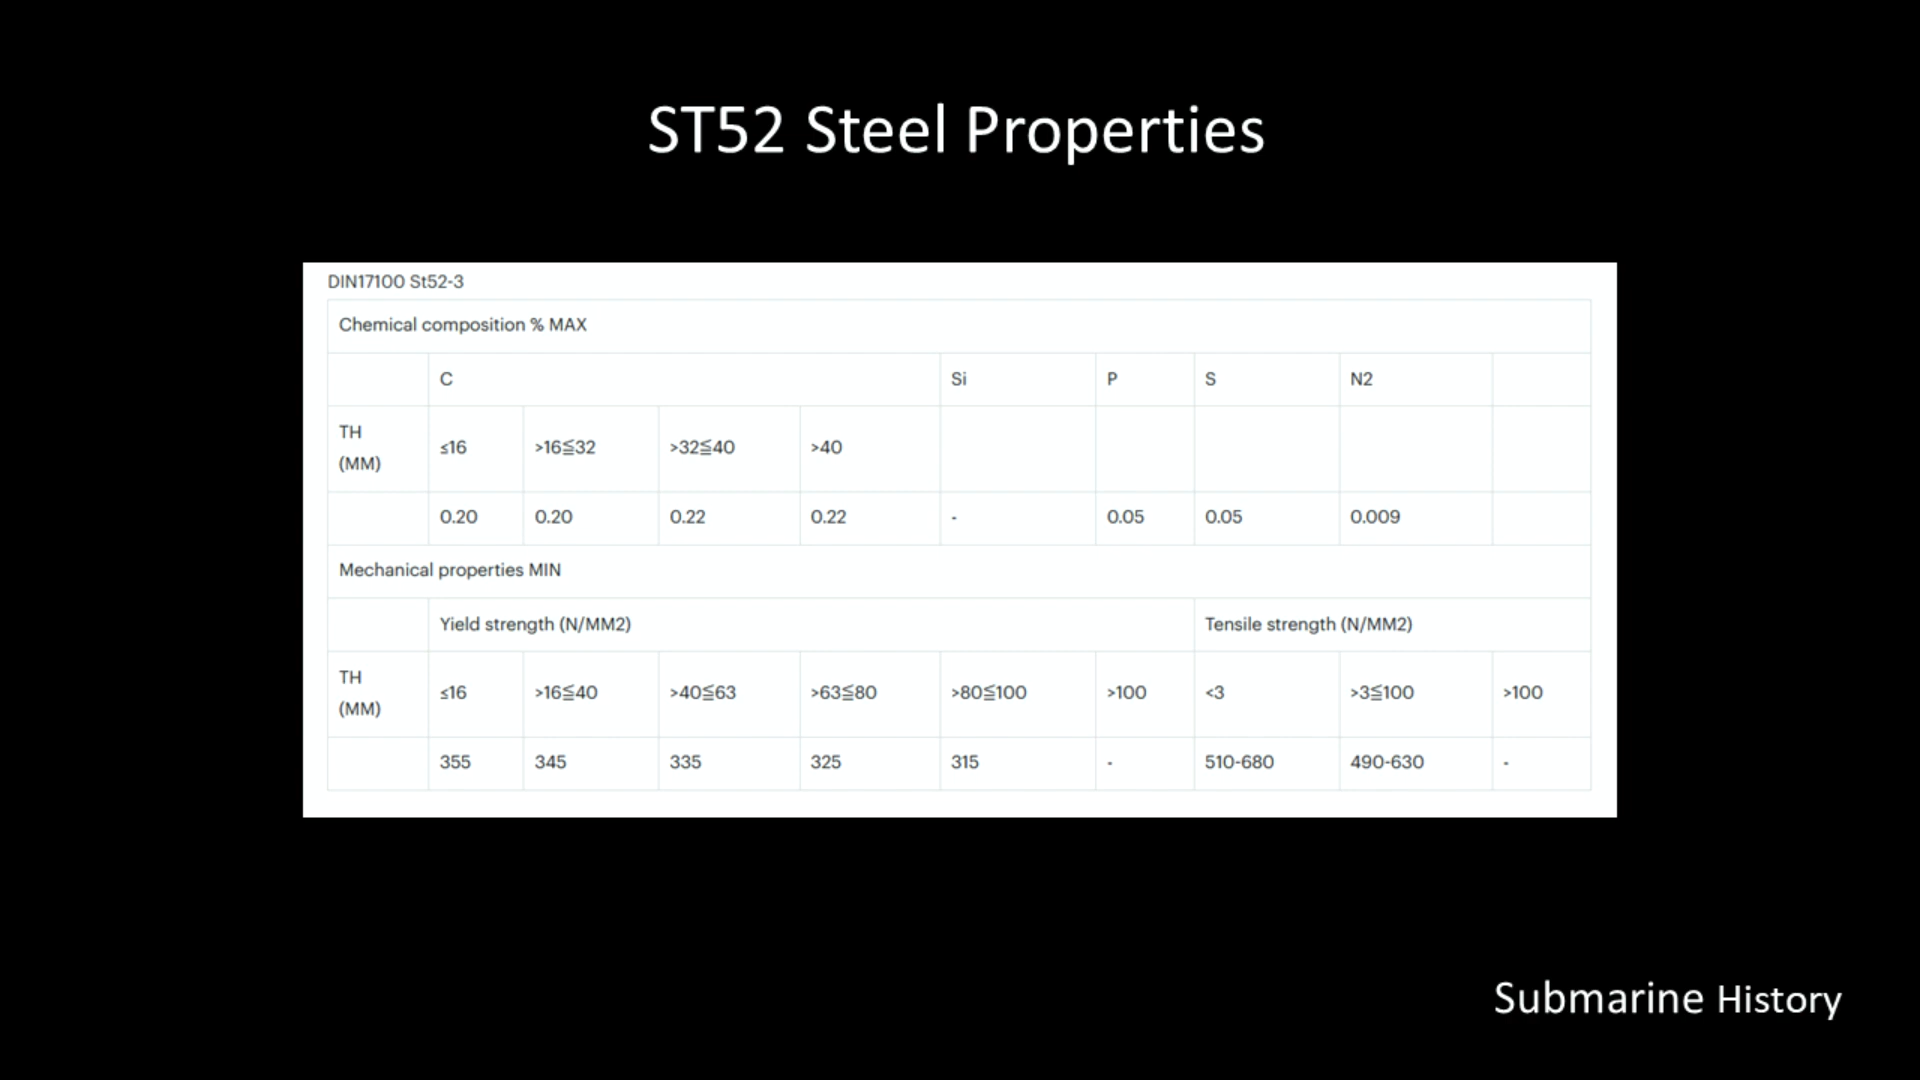 ST52 Steel Properties
DIN17100 St52-3
Chemical composition % MAX
C Si P S N2
TH (MM) ≤16 >16≦32 >32≦40 >40
0.20 0.20 0.22 0.22 - 0.05 0.05 0.009
Mechanical properties MIN
Yield strength (N/MM2) Tensile strength (N/MM2)
TH (MM) ≤16 >16≦40 >40≦63 >63≦80 >80≦100 >100 <3 >3≦100 >100
355 345 335 325 315 - 510-680 490-630 -
Submarine History